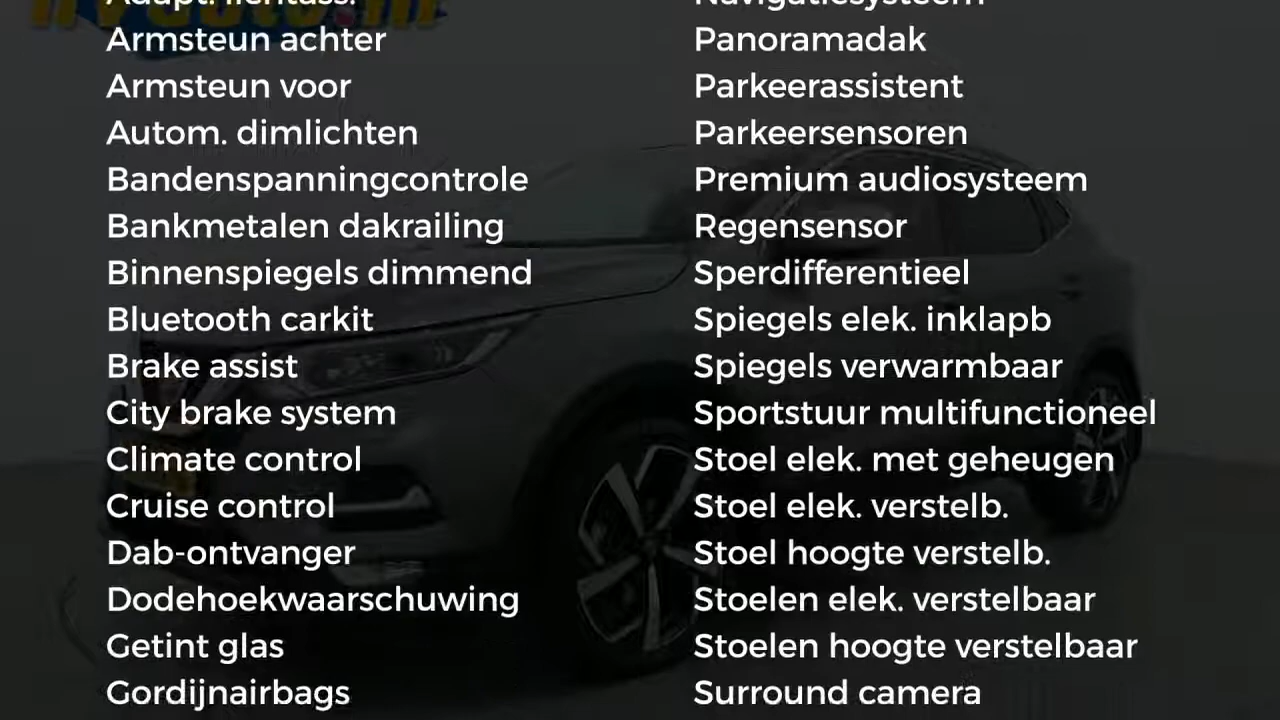 Armsteun achter
Armsteun voor
Autom. dimlichten
Bandenspanningcontrole
Bankmetalen dakrailing
Binnenspiegels dimmend
Bluetooth carkit
Brake assist
City brake system
Climate control
Cruise control
Dab-ontvanger
Dodehoekwaarschuwing
Getint glas
Gordijnairbags
Navigatiesysteem
Panoramadak
Parkeerassistent
Parkeersensoren
Premium audiosysteem
Regensensor
Sperdifferentieel
Spiegels elek. inklapb
Spiegels verwarmbaar
Sportstuur multifunctioneel
Stoel elek. met geheugen
Stoel elek. verstelb.
Stoel hoogte verstelb.
Stoelen elek. verstelbaar
Stoelen hoogte verstelbaar
Surround camera